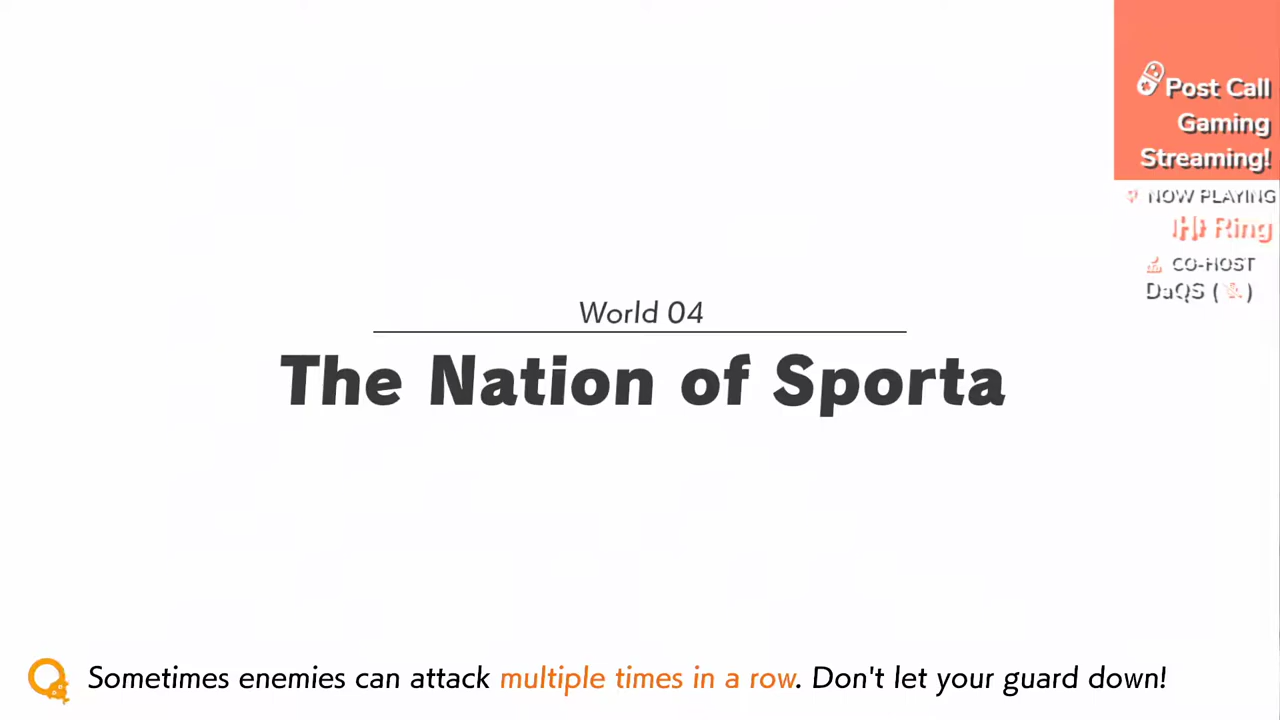 Post Call
Gaming
Streaming!
NOW PLAYING
Ring
CO-HOST
DaQS ( )
World 04
The Nation of Sporta
Sometimes enemies can attack multiple times in a row. Don't let your guard down!